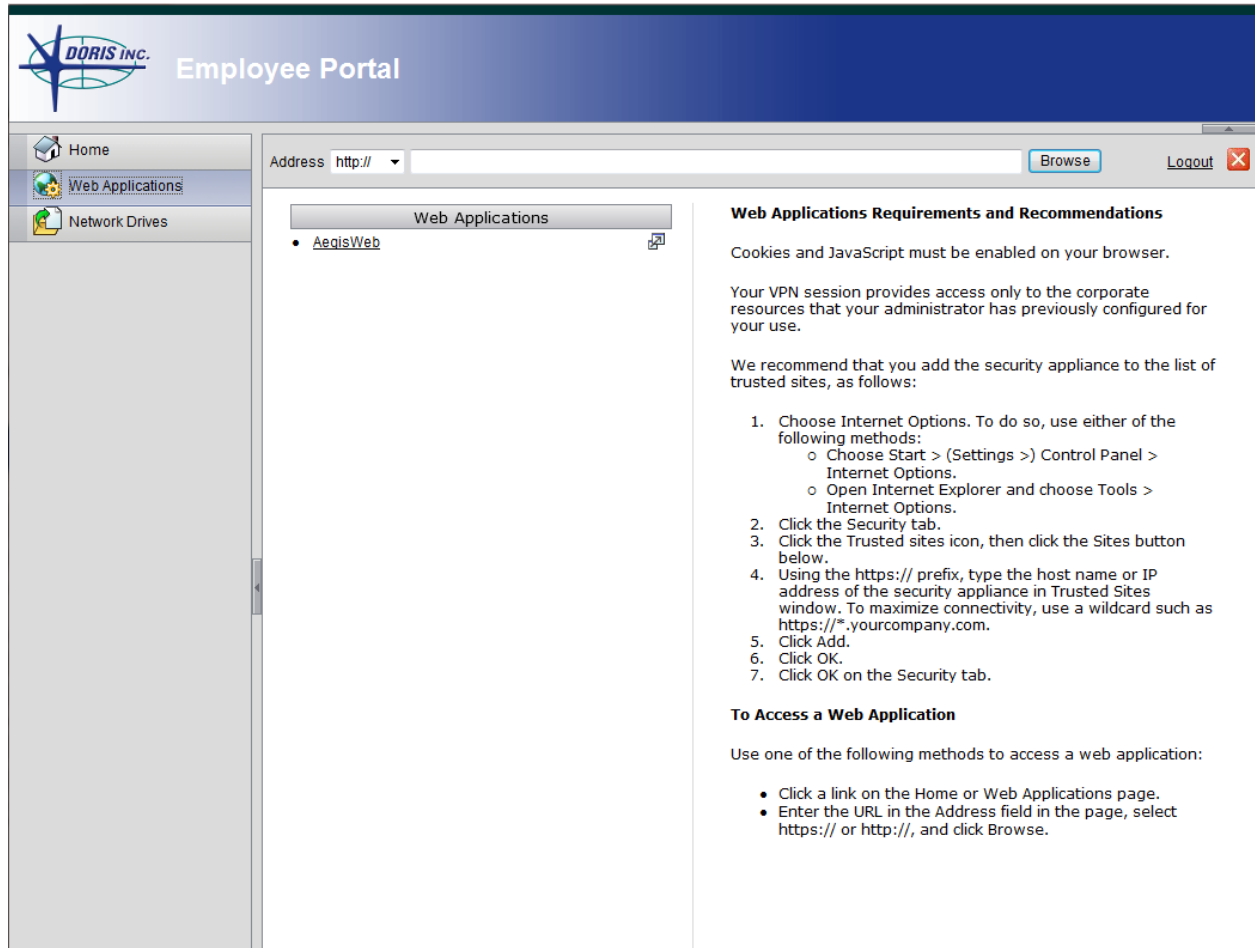 DORIS INC.
Employee Portal
Home
Web Applications
Network Drives
Address http:// Browse Logout
Web Applications
• AegisWeb
Web Applications Requirements and Recommendations
Cookies and JavaScript must be enabled on your browser.
Your VPN session provides access only to the corporate
resources that your administrator has previously configured for
your use.
We recommend that you add the security appliance to the list of
trusted sites, as follows:
1. Choose Internet Options. To do so, use either of the
following methods:
o Choose Start > (Settings >) Control Panel >
Internet Options.
o Open Internet Explorer and choose Tools >
Internet Options.
2. Click the Security tab.
3. Click the Trusted sites icon, then click the Sites button
below.
4. Using the https:// prefix, type the host name or IP
address of the security appliance in Trusted Sites
window. To maximize connectivity, use a wildcard such as
https://*.yourcompany.com.
5. Click Add.
6. Click OK.
7. Click OK on the Security tab.
To Access a Web Application
Use one of the following methods to access a web application:
• Click a link on the Home or Web Applications page.
• Enter the URL in the Address field in the page, select
https:// or http://, and click Browse.